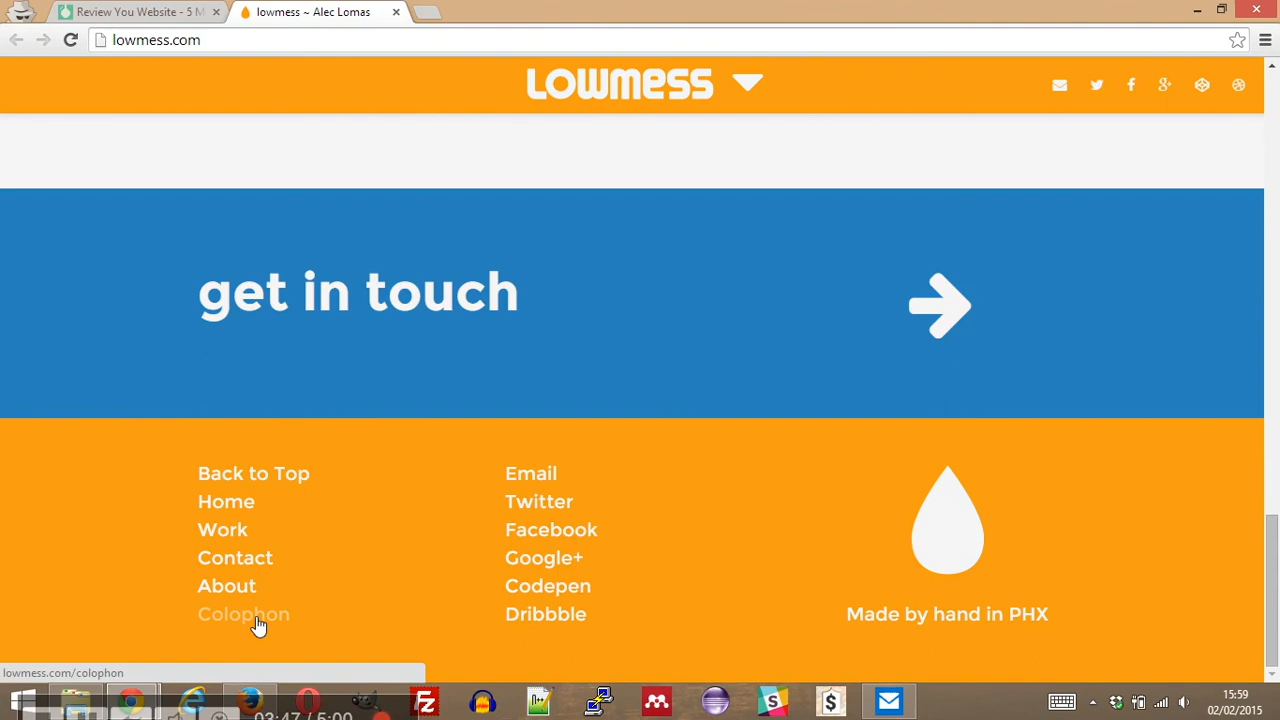 Review You Website - 5 M
lowmess ~ Alec Lomas
lowmess.com
LOWMESS
get in touch
Back to Top
Home
Work
Contact
About
Colophon
Email
Twitter
Facebook
Google+
Codepen
Dribbble
Made by hand in PHX
lowmess.com/colophon
03:47 / 5:00
15:59
02/02/2015